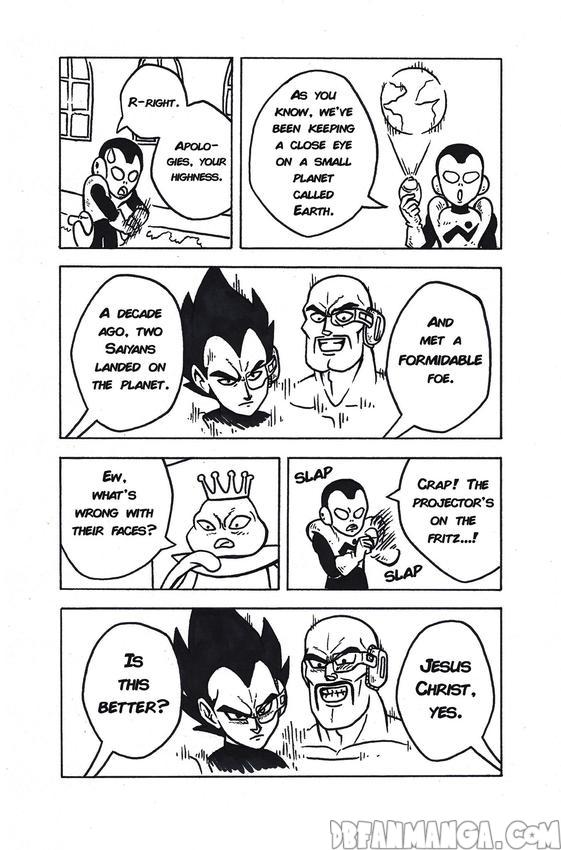 R-RIGHT.
APOLO-
GIES, YOUR
HIGHNESS.
AS YOU
KNOW, WE'VE
BEEN KEEPING
A CLOSE EYE
ON A SMALL
PLANET
CALLED
EARTH.
A DECADE
AGO, TWO
SAIYANS
LANDED ON
THE PLANET.
AND
MET A
FORMIDABLE
FOE.
EW,
WHAT'S
WRONG WITH
THEIR FACES?
SLAP
CRAP! THE
PROJECTOR'S
ON THE
FRITZ...!
SLAP
IS
THIS
BETTER?
JESUS
CHRIST,
YES.
DBFANMANGA.COM